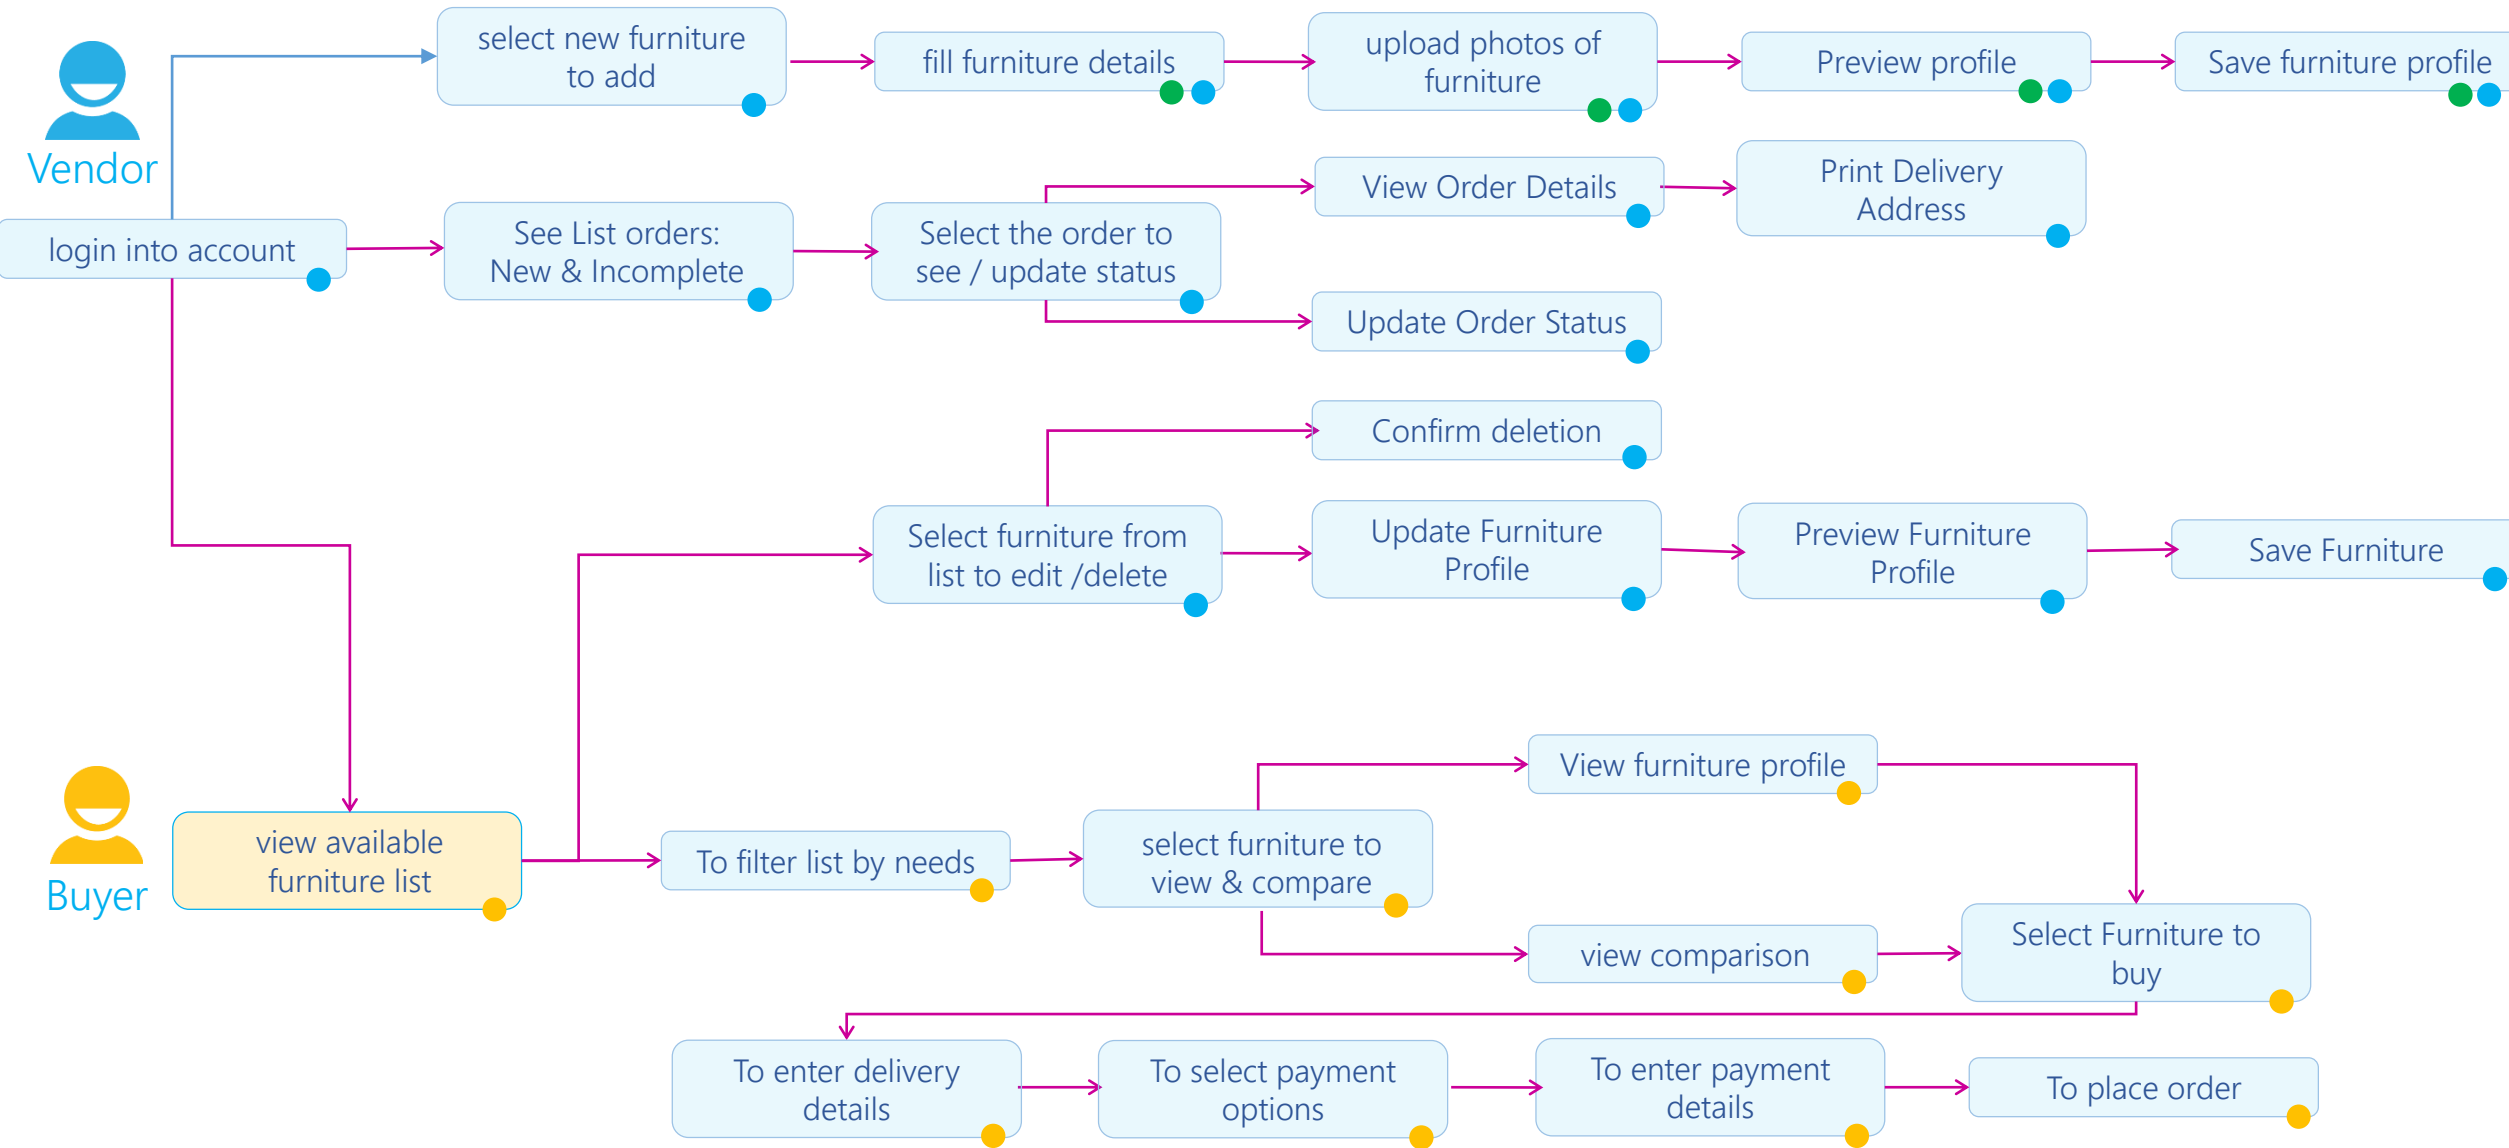 select new furniture
to add
fill furniture details
upload photos of
furniture
Preview profile
Save furniture profile
Vendor
login into account
See List orders:
New & Incomplete
Select the order to
see / update status
View Order Details
Print Delivery
Address
Update Order Status
Confirm deletion
Select furniture from
list to edit /delete
Update Furniture
Profile
Preview Furniture
Profile
Save Furniture
Buyer
view available
furniture list
To filter list by needs
select furniture to
view & compare
View furniture profile
view comparison
Select Furniture to
buy
To enter delivery
details
To select payment
options
To enter payment
details
To place order